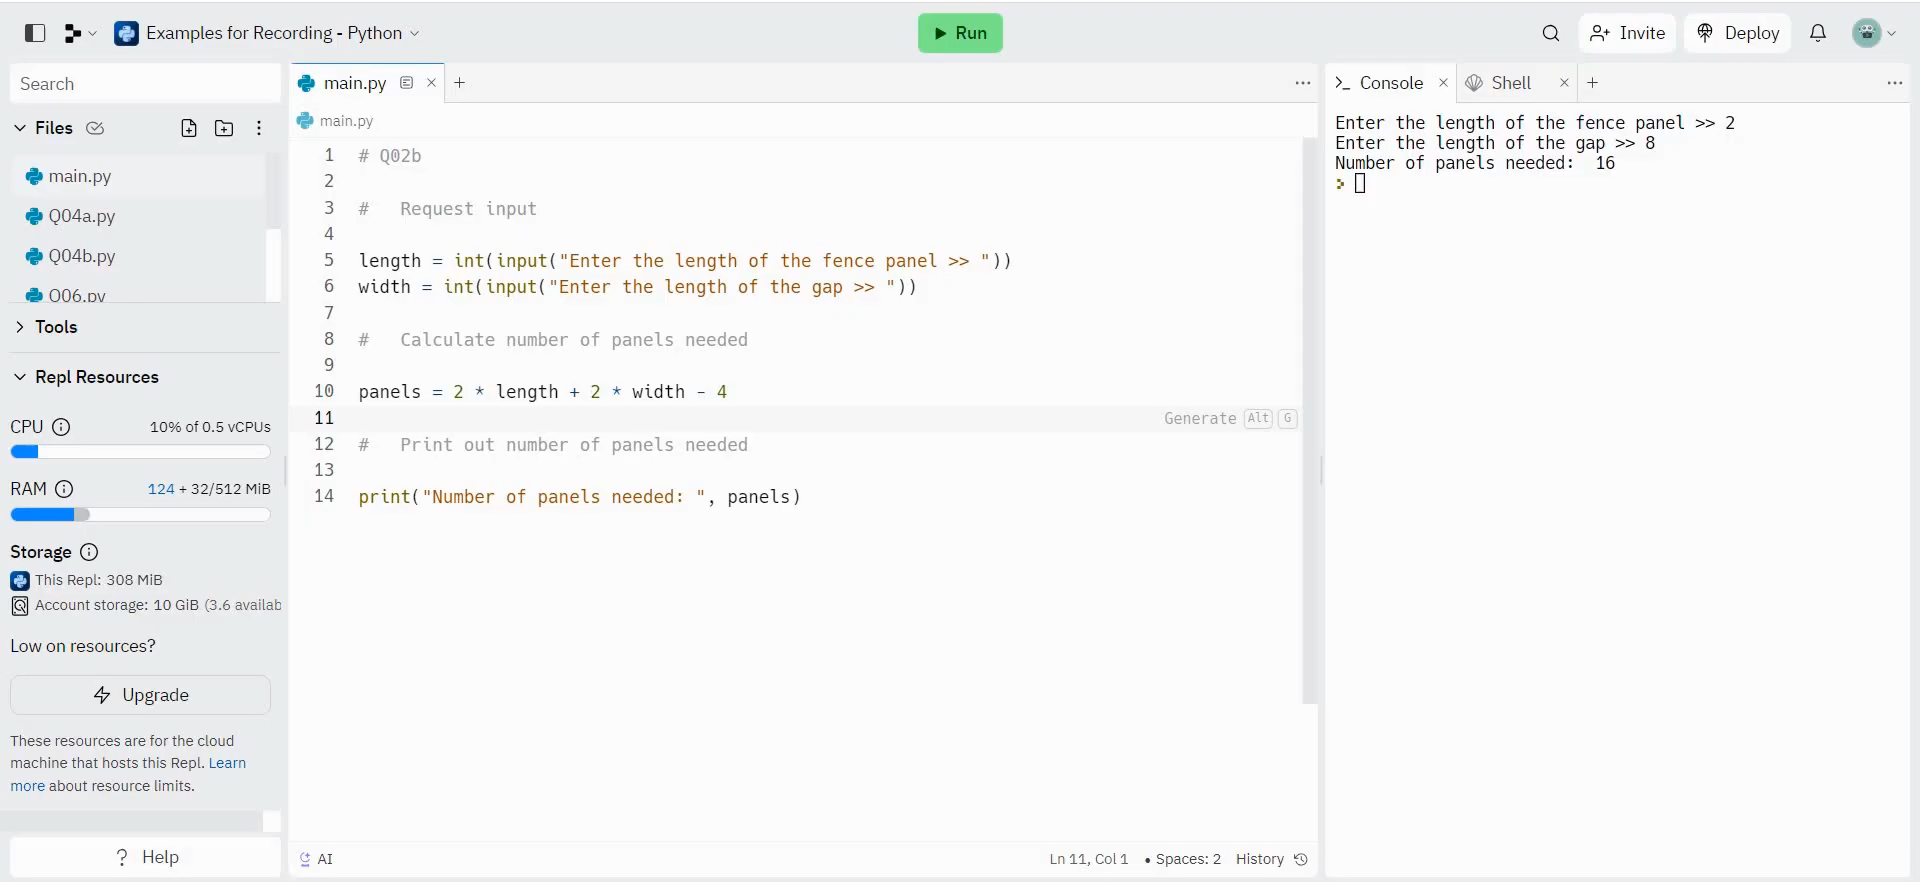 Examples for Recording - Python
Run
Invite
Deploy
Search
Files
main.py
Q04a.py
Q04b.py
Q06.py
Tools
Repl Resources
CPU
10% of 0.5 vCPUs
RAM
124 + 32/512 MiB
Storage
This Repl: 308 MiB
Account storage: 10 GiB (3.6 availab
Low on resources?
Upgrade
These resources are for the cloud
machine that hosts this Repl. Learn
more about resource limits.
? Help
main.py
main.py
1 # Q02b
2
3 #   Request input
4
5 length = int(input("Enter the length of the fence panel >> "))
6 width = int(input("Enter the length of the gap >> "))
7
8 #   Calculate number of panels needed
9
10 panels = 2 * length + 2 * width - 4
11
Generate Alt G
12 #   Print out number of panels needed
13
14 print("Number of panels needed: ", panels)
AI
Ln 11, Col 1 • Spaces: 2 History
Console
Shell
Enter the length of the fence panel >> 2
Enter the length of the gap >> 8
Number of panels needed:  16